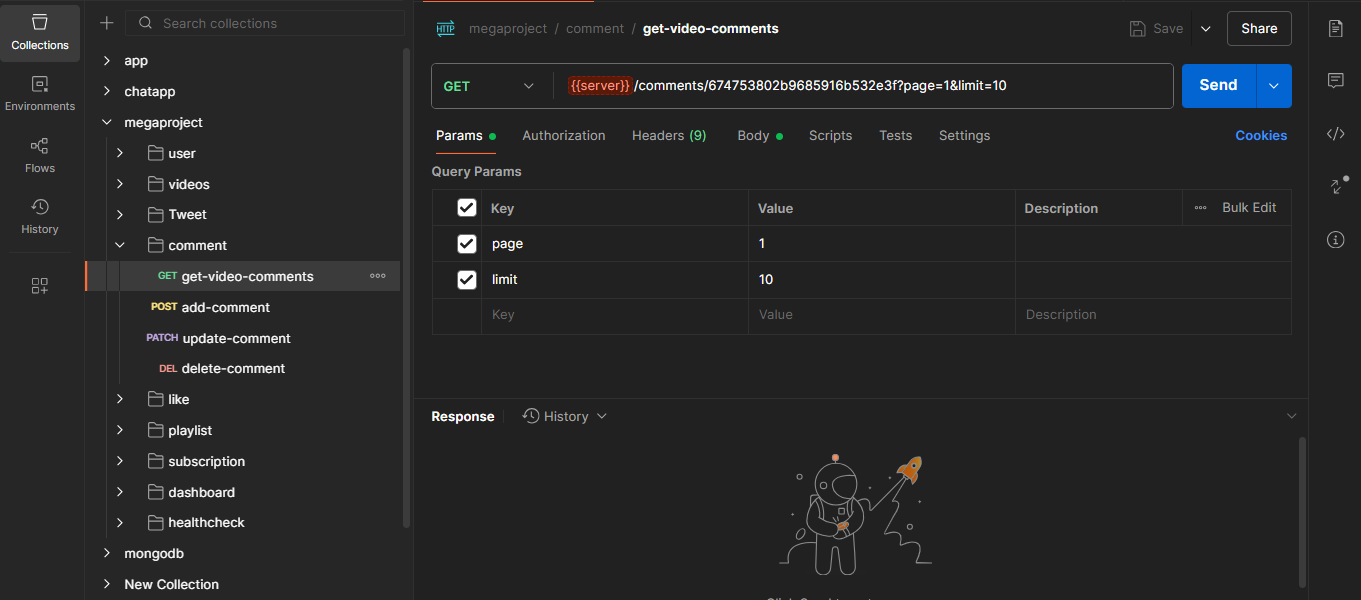 Collections
Environments
Flows
History
Search collections
app
chatapp
megaproject
user
videos
Tweet
comment
GET get-video-comments
POST add-comment
PATCH update-comment
DEL delete-comment
like
playlist
subscription
dashboard
healthcheck
mongodb
New Collection
HTTP megaproject / comment / get-video-comments
Save
Share
GET {{server}}/comments/674753802b9685916b532e3f?page=1&limit=10
Send
Params Authorization Headers (9) Body Scripts Tests Settings Cookies
Query Params
Key Value Description Bulk Edit
page 1
limit 10
Key Value Description
Response History